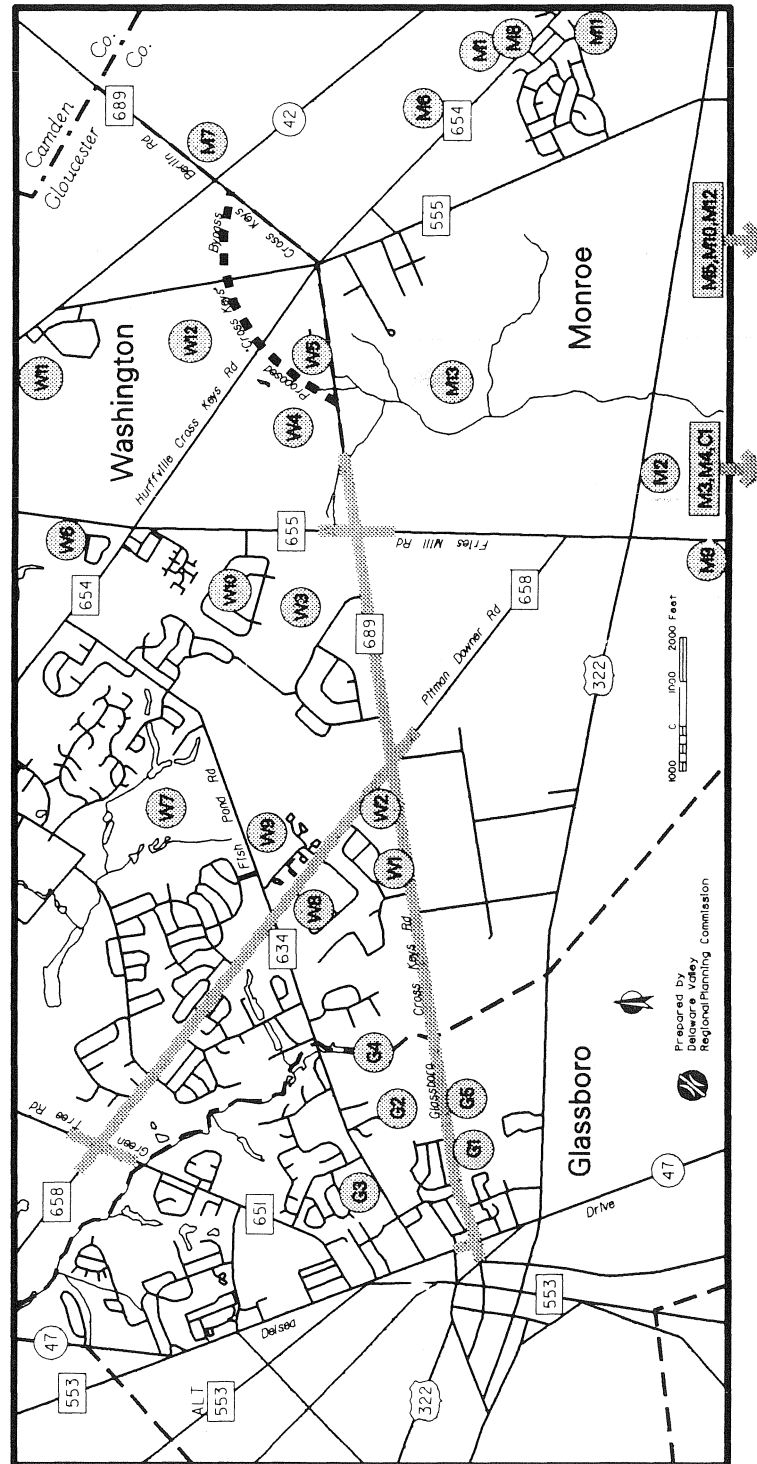 Camden
Co.
Gloucester
Co.
689
Berlin Rd
M7
42
M1
M8
M11
M6
654
Cross Keys
Proposed "Cross Keys" Bypass
555
M5,M10,M12
Washington
W11
W12
Hurffville Cross Keys Rd
W5
W4
M13
Monroe
M2
M3,M4,C1
M9
W6
654
655
Fries Mill Rd
W10
W3
689
Pitman Downer Rd
658
322
1000 0 1000 2000 Feet
W7
Fish Pond Rd
W9
W2
W8
W1
634
Glassboro Cross Keys Rd
G4
G2
G5
G1
G3
Green Tree Rd
658
651
Glassboro
Prepared by
Delaware Valley
Regional Planning Commission
47
Delsea Drive
47
553
553
ALT
553
322